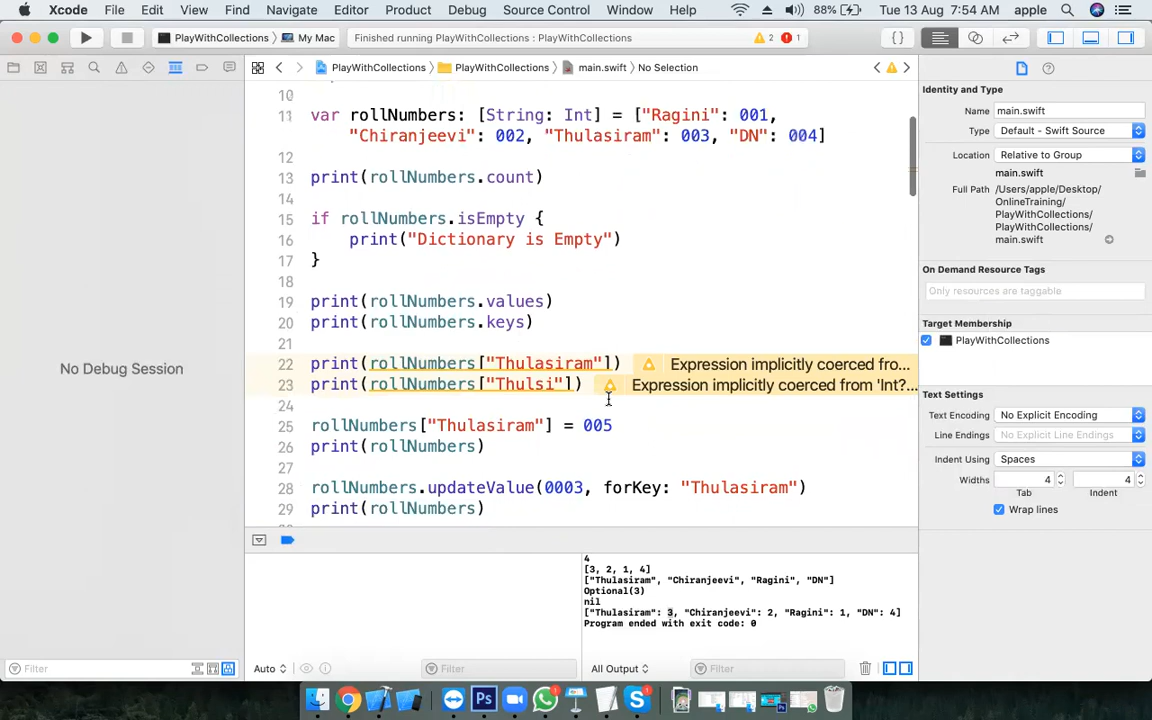 Xcode File Edit View Find Navigate Editor Product Debug Source Control Window Help 88% Tue 13 Aug 7:54 AM apple
PlayWithCollections My Mac Finished running PlayWithCollections : PlayWithCollections 2 1
PlayWithCollections PlayWithCollections main.swift No Selection
10
11 var rollNumbers: [String: Int] = ["Ragini": 001,
"Chiranjeevi": 002, "Thulasiram": 003, "DN": 004]
12
13 print(rollNumbers.count)
14
15 if rollNumbers.isEmpty {
16 print("Dictionary is Empty")
17 }
18
19 print(rollNumbers.values)
20 print(rollNumbers.keys)
21
22 print(rollNumbers["Thulasiram"]) Expression implicitly coerced fro...
23 print(rollNumbers["Thulsi"]) Expression implicitly coerced from 'Int?...
24
25 rollNumbers["Thulasiram"] = 005
26 print(rollNumbers)
27
28 rollNumbers.updateValue(0003, forKey: "Thulasiram")
29 print(rollNumbers)
No Debug Session
Filter
4
[3, 2, 1, 4]
["Thulasiram", "Chiranjeevi", "Ragini", "DN"]
Optional(3)
nil
["Thulasiram": 3, "Chiranjeevi": 2, "Ragini": 1, "DN": 4]
Program ended with exit code: 0
Auto Filter All Output Filter
Identity and Type
Name main.swift
Type Default - Swift Source
Location Relative to Group
main.swift
Full Path /Users/apple/Desktop/
OnlineTraining/
PlayWithCollections/
PlayWithCollections/
main.swift
On Demand Resource Tags
Only resources are taggable
Target Membership
PlayWithCollections
Text Settings
Text Encoding No Explicit Encoding
Line Endings No Explicit Line Endings
Indent Using Spaces
Widths 4 4
Tab Indent
Wrap lines
Ps
1 1